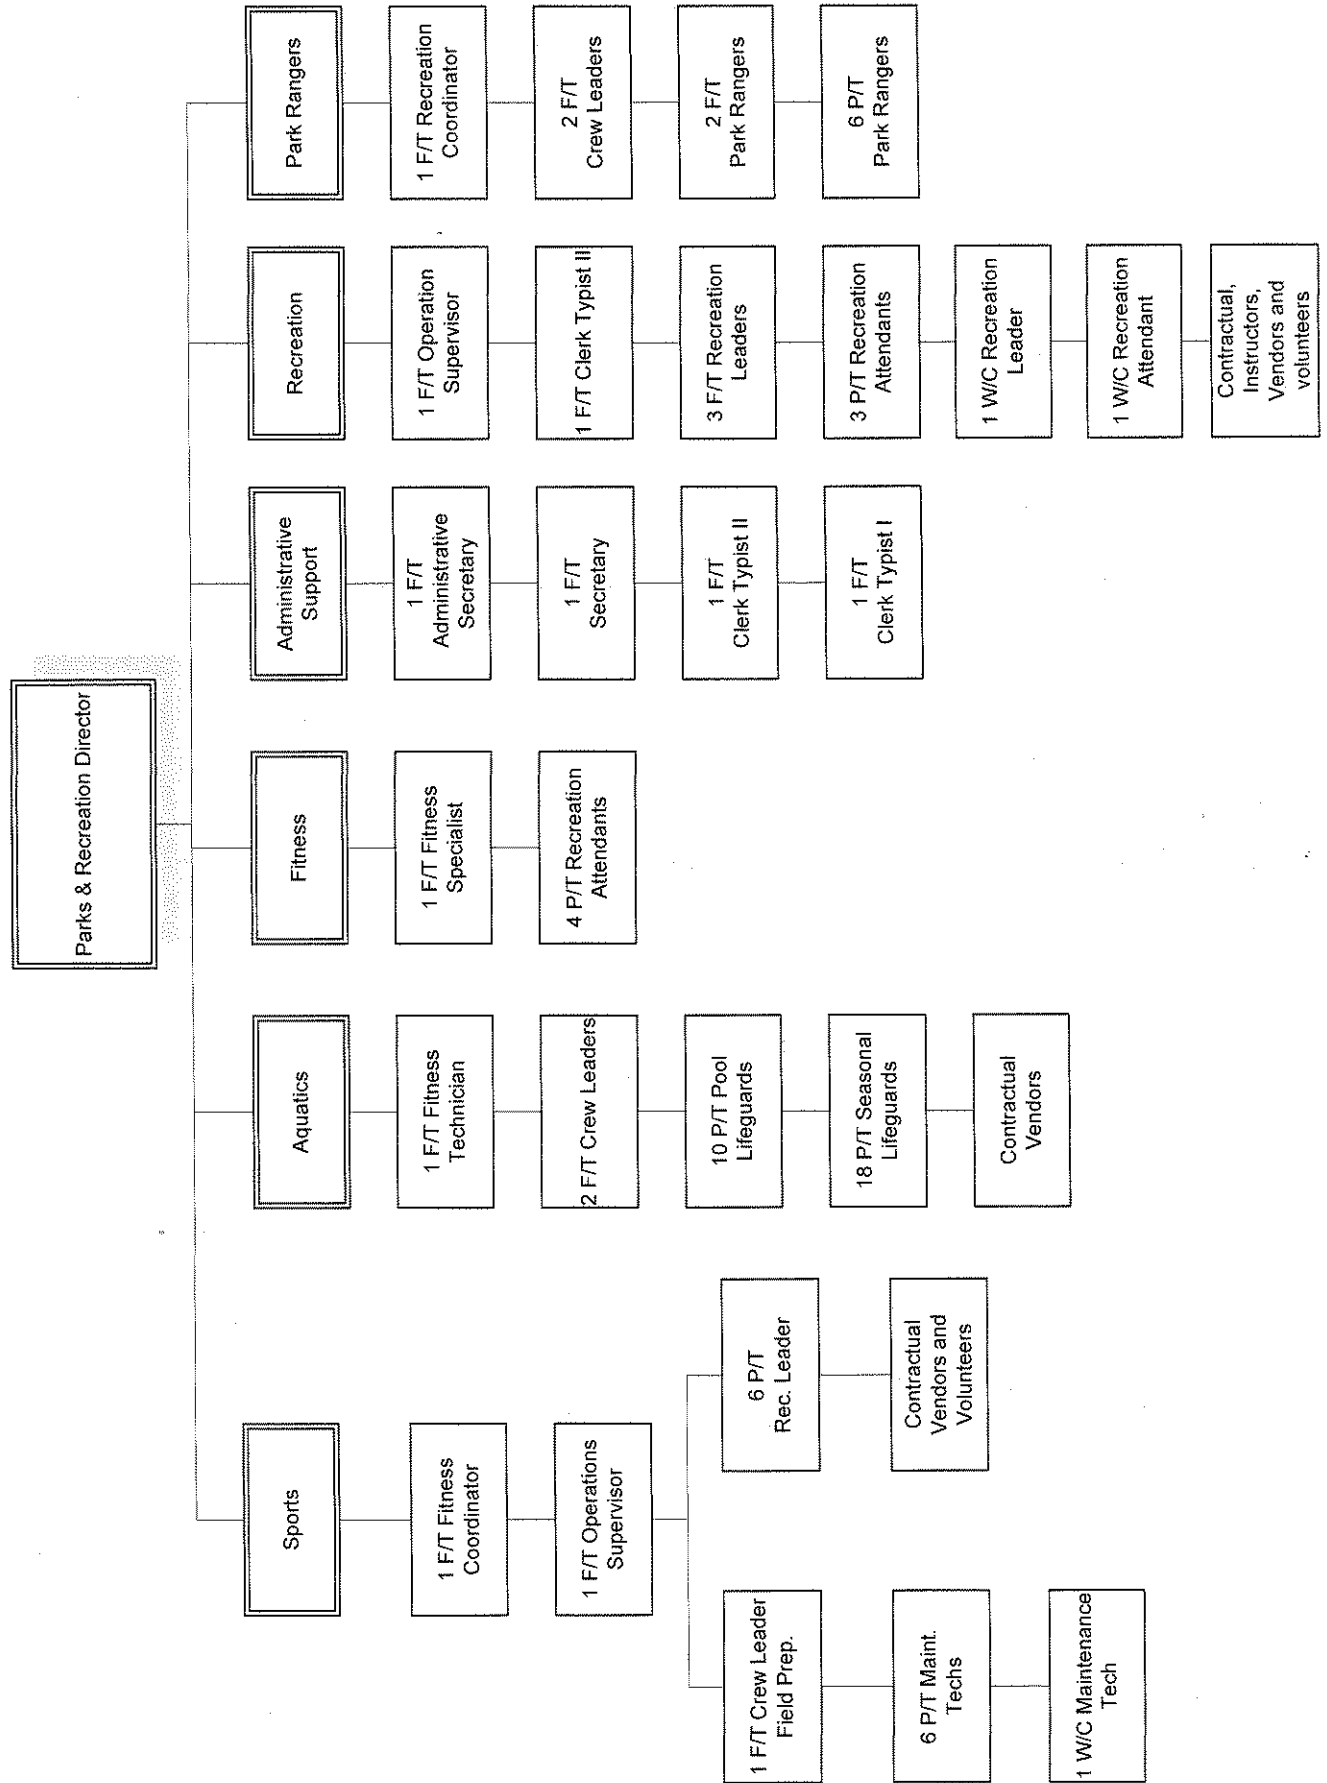 Parks & Recreation Director
Sports
1 F/T Fitness
Coordinator
1 F/T Operations
Supervisor
1 F/T Crew Leader
Field Prep.
6 P/T Maint.
Techs
1 W/C Maintenance
Tech
6 P/T
Rec. Leader
Contractual
Vendors and
Volunteers
Aquatics
1 F/T Fitness
Technician
2 F/T Crew Leaders
10 P/T Pool
Lifeguards
18 P/T Seasonal
Lifeguards
Contractual
Vendors
Fitness
1 F/T Fitness
Specialist
4 P/T Recreation
Attendants
Administrative
Support
1 F/T
Administrative
Secretary
1 F/T
Secretary
1 F/T
Clerk Typist II
1 F/T
Clerk Typist I
Recreation
1 F/T Operation
Supervisor
1 F/T Clerk Typist II
3 F/T Recreation
Leaders
3 P/T Recreation
Attendants
1 W/C Recreation
Leader
1 W/C Recreation
Attendant
Contractual,
Instructors,
Vendors and
volunteers
Park Rangers
1 F/T Recreation
Coordinator
2 F/T
Crew Leaders
2 F/T
Park Rangers
6 P/T
Park Rangers